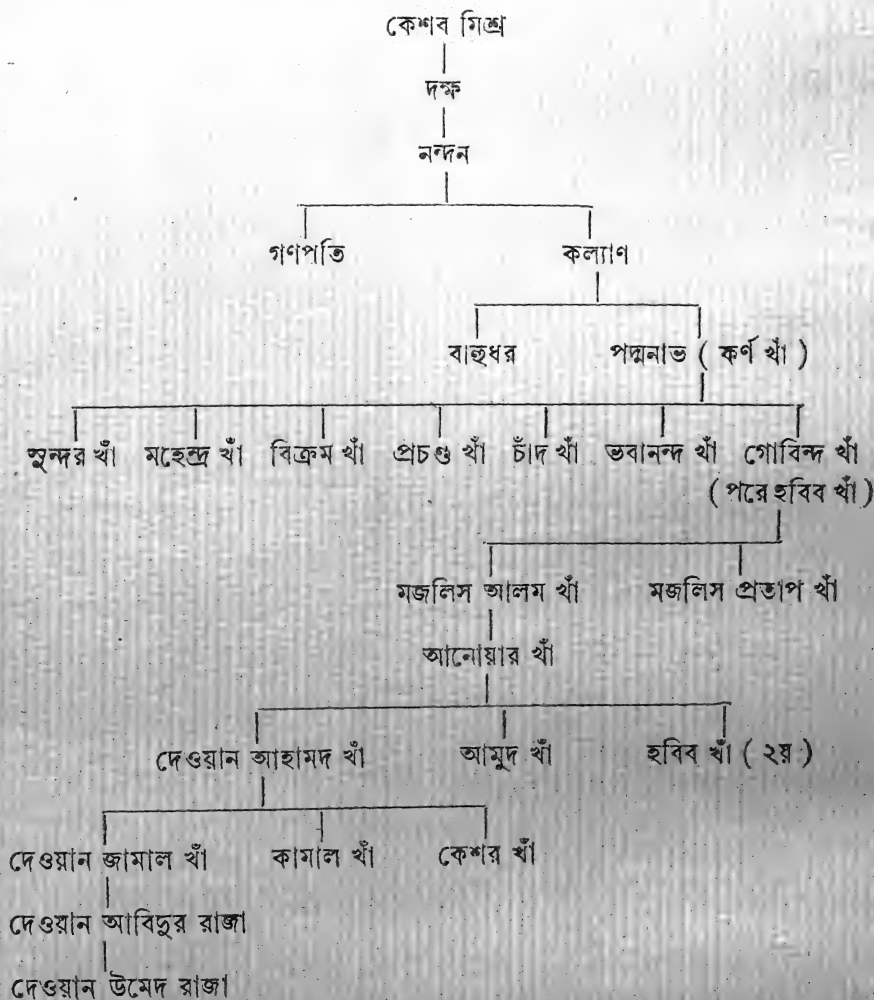 কেশব মিশ্র
দক্ষ
নন্দন
গণপতি কল্যাণ
বাহুধর পদ্মনাভ ( কর্ণ খাঁ )
সুন্দর খাঁ মহেন্দ্র খাঁ বিক্রম খাঁ প্রচণ্ড খাঁ চাঁদ খাঁ ভবানন্দ খাঁ গোবিন্দ খাঁ
( পরে হবিব খাঁ )
মজলিস আলম খাঁ মজলিস প্রতাপ খাঁ
আনোয়ার খাঁ
দেওয়ান আহামদ খাঁ আমুদ খাঁ হবিব খাঁ ( ২য় )
দেওয়ান জামাল খাঁ কামাল খাঁ কেশর খাঁ
দেওয়ান আবিদুর রাজা
দেওয়ান উমেদ রাজা